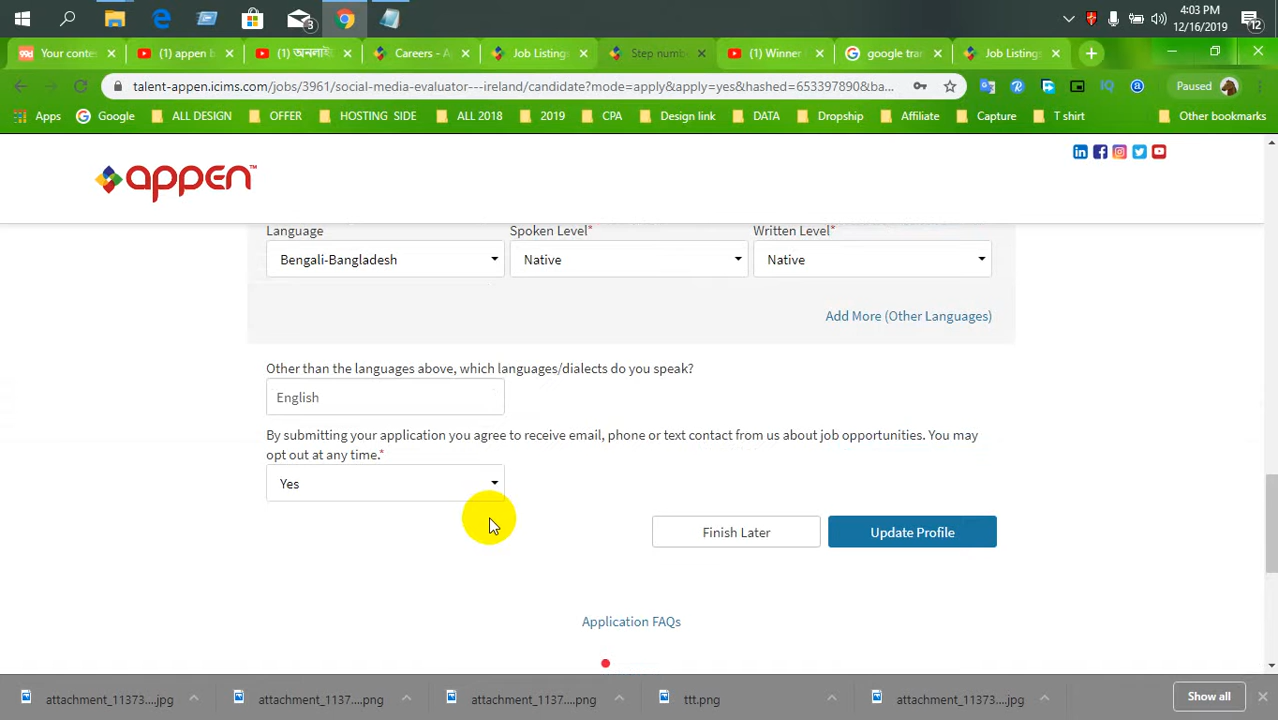 3
4:03 PM
12/16/2019
12
Your conte
(1) appen b
(1) অনলাই
Careers - A
Job Listing
Step numb
(1) Winner
google tra
Job Listing
talent-appen.icims.com/jobs/3961/social-media-evaluator---ireland/candidate?mode=apply&apply=yes&hashed=653397890&ba...
Paused
Apps
Google
ALL DESIGN
OFFER
HOSTING SIDE
ALL 2018
2019
CPA
Design link
DATA
Dropship
Affiliate
Capture
T shirt
Other bookmarks
appen™
Language
Spoken Level*
Written Level*
Bengali-Bangladesh
Native
Native
Add More (Other Languages)
Other than the languages above, which languages/dialects do you speak?
English
By submitting your application you agree to receive email, phone or text contact from us about job opportunities. You may
opt out at any time.*
Yes
Finish Later
Update Profile
Application FAQs
attachment_11373....jpg
attachment_1137....png
attachment_1137....png
ttt.png
attachment_11373....jpg
Show all